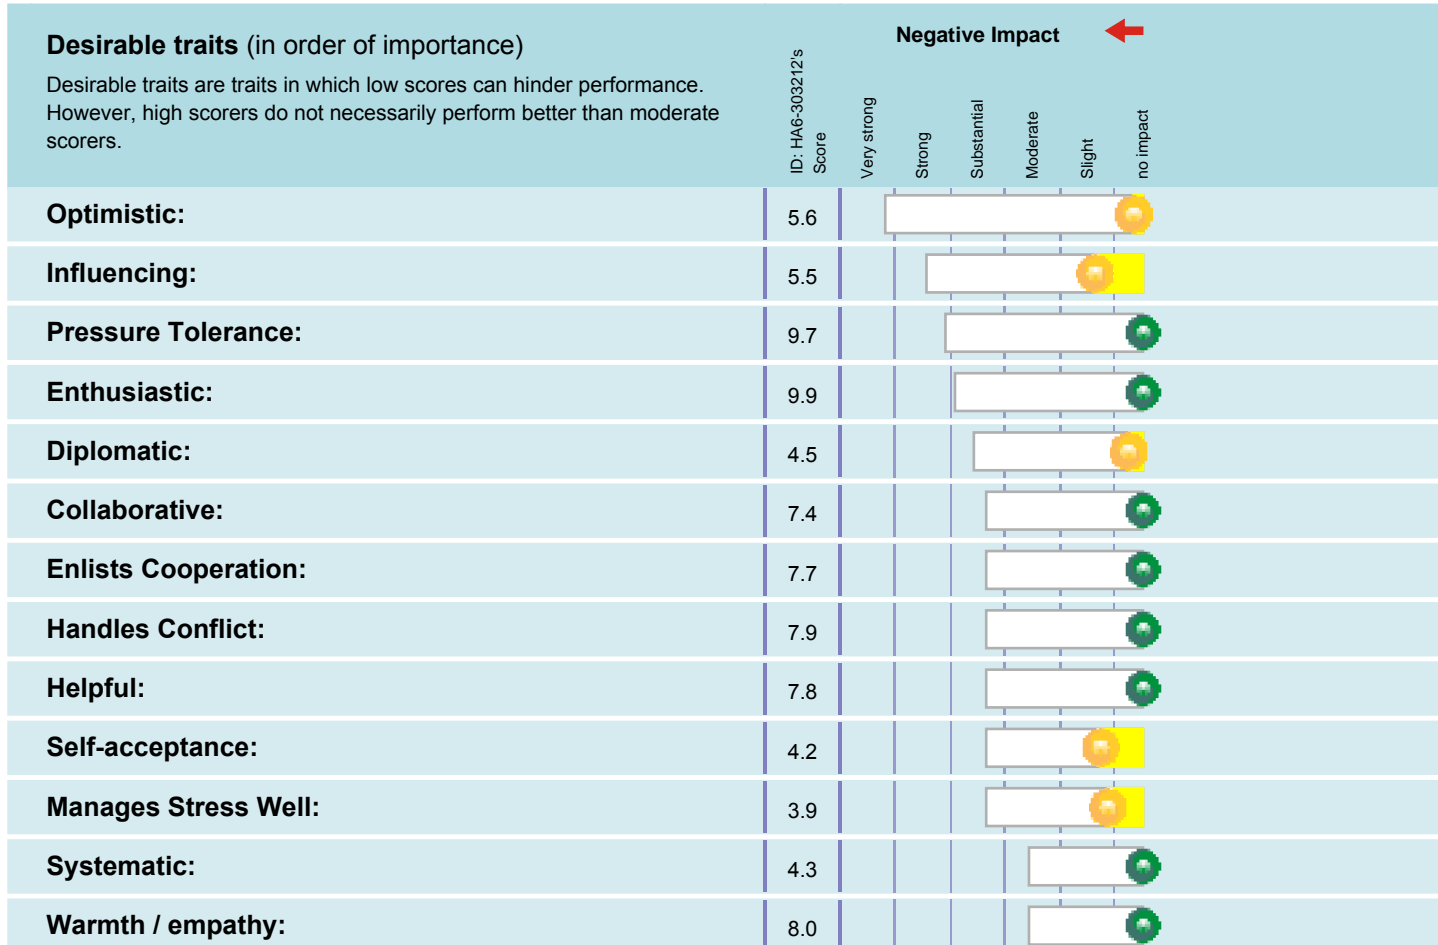 Desirable traits (in order of importance)
Desirable traits are traits in which low scores can hinder performance.
However, high scorers do not necessarily perform better than moderate
scorers.
ID: HA6-303212's
Score
Negative Impact
Very strong
Strong
Substantial
Moderate
Slight
no impact
Optimistic: 5.6
Influencing: 5.5
Pressure Tolerance: 9.7
Enthusiastic: 9.9
Diplomatic: 4.5
Collaborative: 7.4
Enlists Cooperation: 7.7
Handles Conflict: 7.9
Helpful: 7.8
Self-acceptance: 4.2
Manages Stress Well: 3.9
Systematic: 4.3
Warmth / empathy: 8.0